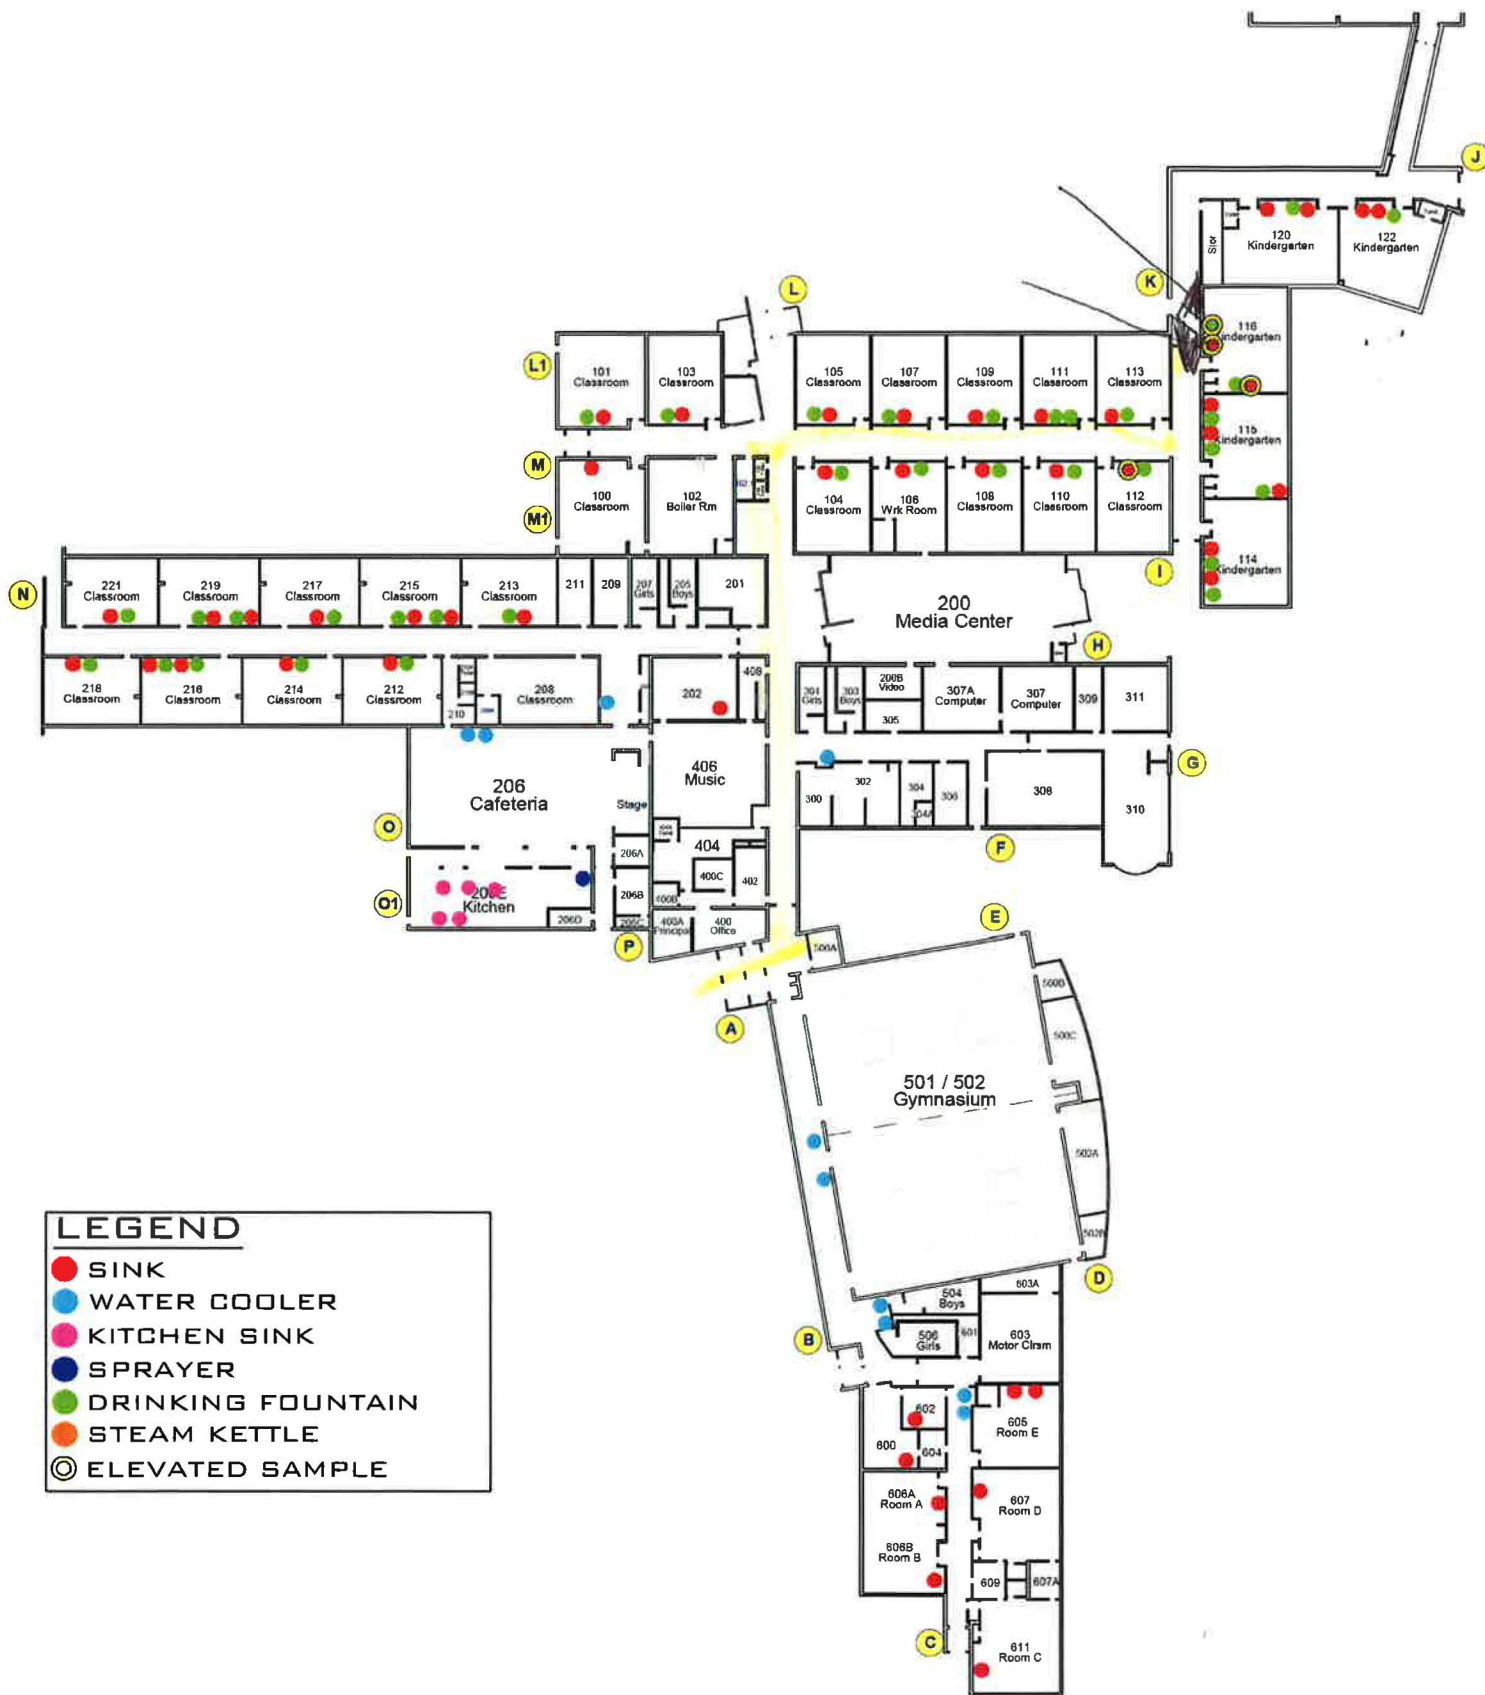 J
120
Kindergarten
122
Kindergarten
Stor
K
116
Kindergarten
L
L1
101
Classroom
103
Classroom
105
Classroom
107
Classroom
109
Classroom
111
Classroom
113
Classroom
115
Kindergarten
M
100
Classroom
102
Boiler Rm
104
Classroom
106
Wrk Room
108
Classroom
110
Classroom
112
Classroom
M1
114
Kindergarten
I
N
221
Classroom
219
Classroom
217
Classroom
215
Classroom
213
Classroom
211
209
207
Girls
205
Boys
201
200
Media Center
H
218
Classroom
216
Classroom
214
Classroom
212
Classroom
210
208
Classroom
202
408
301
Girls
303
Boys
200B
Video
305
307A
Computer
307
Computer
309
311
G
206
Cafeteria
Stage
406
Music
300
302
304
304A
306
308
310
O
F
206A
404
400C
402
O1
206E
Kitchen
206D
206B
206C
400B
400A
Principal
400
Office
P
E
500A
A
500B
500C
501 / 502
Gymnasium
502A
502B
D
603A
504
Boys
B
506
Girls
601
603
Motor Clrsm
602
600
604
605
Room E
606A
Room A
607
Room D
606B
Room B
609
607A
C
611
Room C
LEGEND
SINK
WATER COOLER
KITCHEN SINK
SPRAYER
DRINKING FOUNTAIN
STEAM KETTLE
ELEVATED SAMPLE